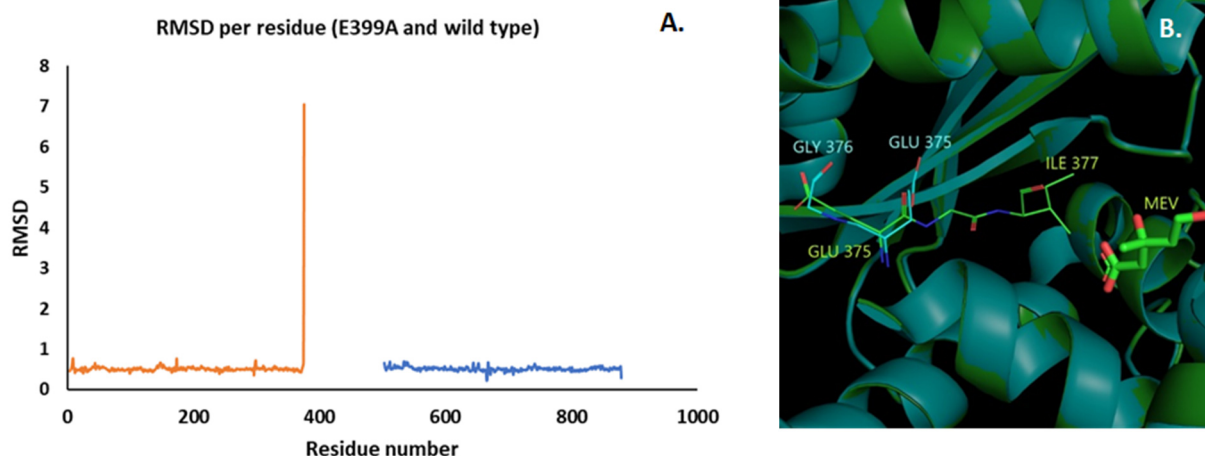 RMSD per residue (E399A and wild type)
A.
8
7
6
5
4
3
2
1
0
RMSD
0
200
400
600
800
1000
Residue number
B.
GLY 376
GLU 375
ILE 377
MEV
GLU 375